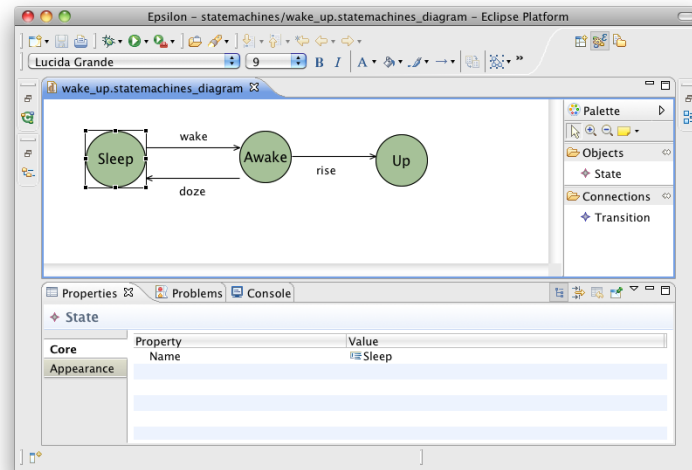 Epsilon - statemachines/wake_up.statemachines_diagram - Eclipse Platform
Lucida Grande 9 B I A
wake_up.statemachines_diagram
Palette
Objects
State
Connections
Transition
Sleep
wake
doze
Awake
rise
Up
Properties Problems Console
State
Core
Appearance
Property Value
Name Sleep